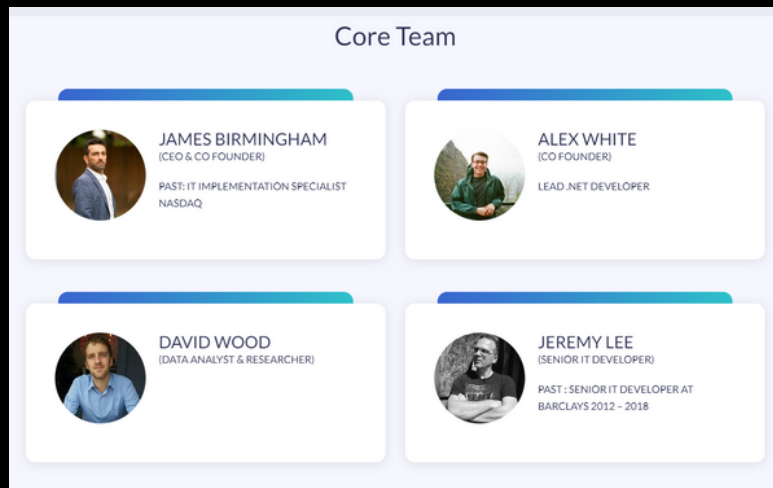 Core Team
JAMES BIRMINGHAM
(CEO & CO FOUNDER)
PAST: IT IMPLEMENTATION SPECIALIST
NASDAQ
ALEX WHITE
(CO FOUNDER)
LEAD .NET DEVELOPER
DAVID WOOD
(DATA ANALYST & RESEARCHER)
JEREMY LEE
(SENIOR IT DEVELOPER)
PAST : SENIOR IT DEVELOPER AT
BARCLAYS 2012 – 2018